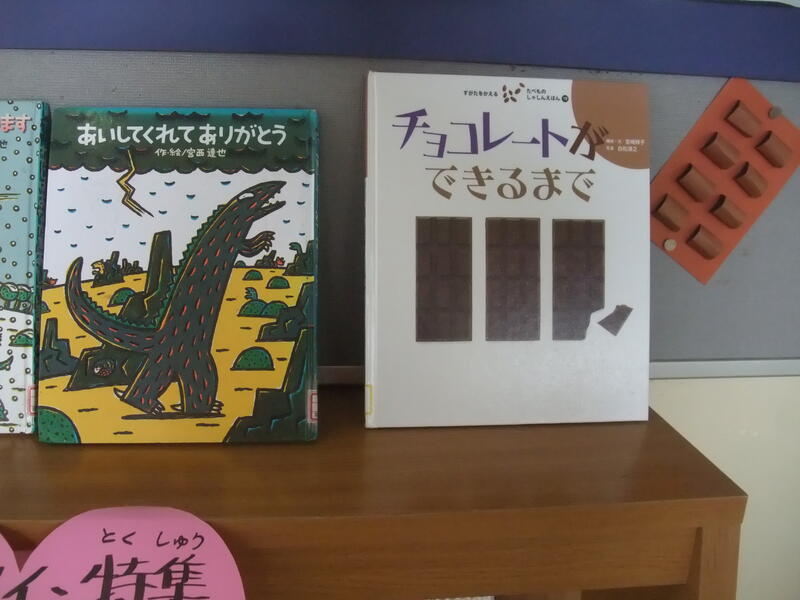 ます
也
あいしてくれてありがとう
作・絵/宮西達也
すがたをかえる
たべもの
しゃしんえほん
チョコレートが
できるまで
とくしゅう
イン特集